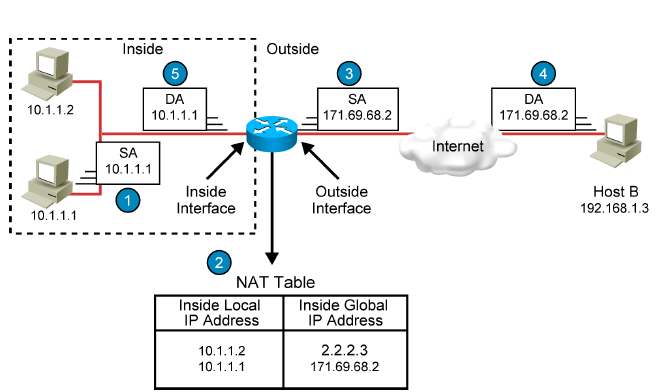 Inside
Outside
5
3
4
DA
10.1.1.1
SA
171.69.68.2
DA
171.69.68.2
10.1.1.2
SA
10.1.1.1
Internet
Inside
Interface
Outside
Interface
Host B
192.168.1.3
1
10.1.1.1
2
NAT Table
Inside Local
IP Address
Inside Global
IP Address
10.1.1.2
2.2.2.3
10.1.1.1
171.69.68.2